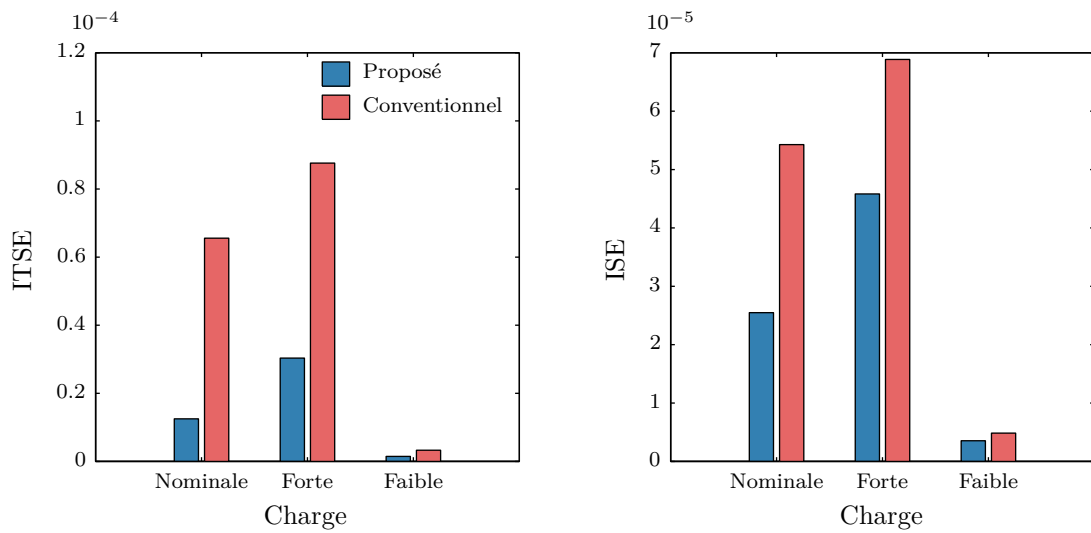 10−4
1.2
1
0.8
0.6
0.4
0.2
0
ITSE
Proposé
Conventionnel
Nominale Forte Faible
Charge
10−5
7
6
5
4
3
2
1
0
ISE
Nominale Forte Faible
Charge